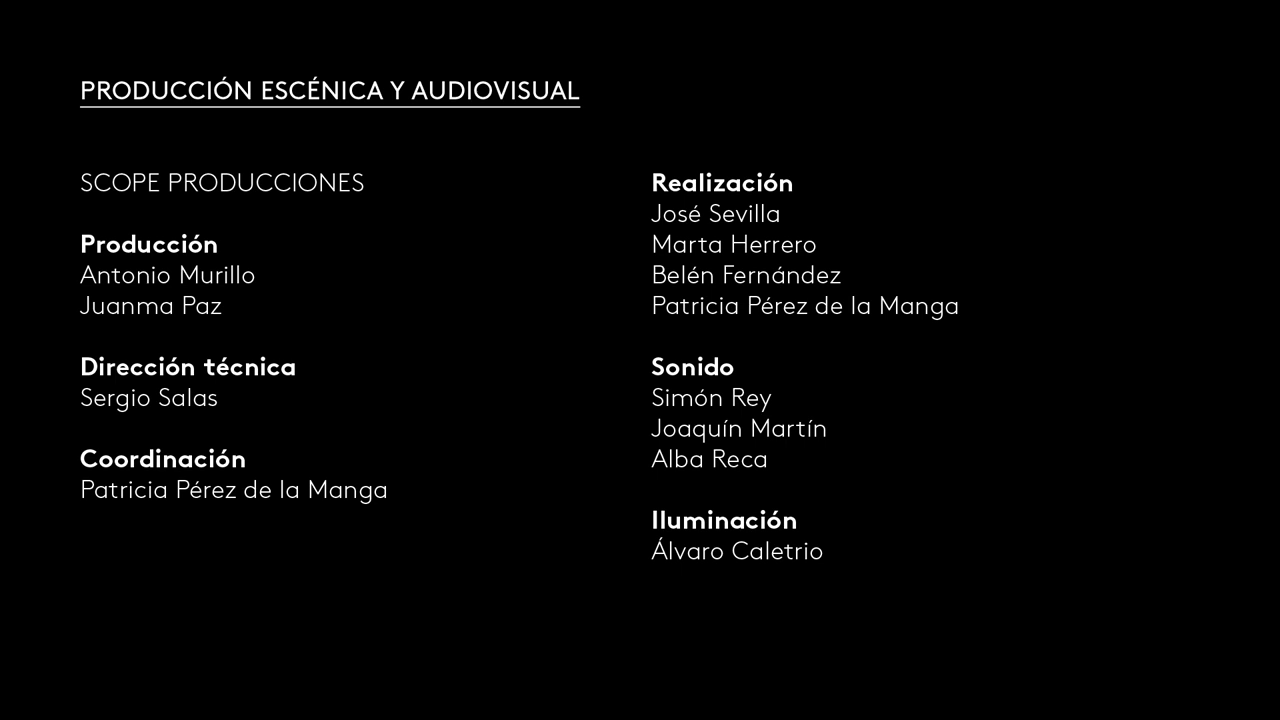 PRODUCCIÓN ESCÉNICA Y AUDIOVISUAL
SCOPE PRODUCCIONES
Producción
Antonio Murillo
Juanma Paz
Dirección técnica
Sergio Salas
Coordinación
Patricia Pérez de la Manga
Realización
José Sevilla
Marta Herrero
Belén Fernández
Patricia Pérez de la Manga
Sonido
Simón Rey
Joaquín Martín
Alba Reca
Iluminación
Álvaro Caletrio